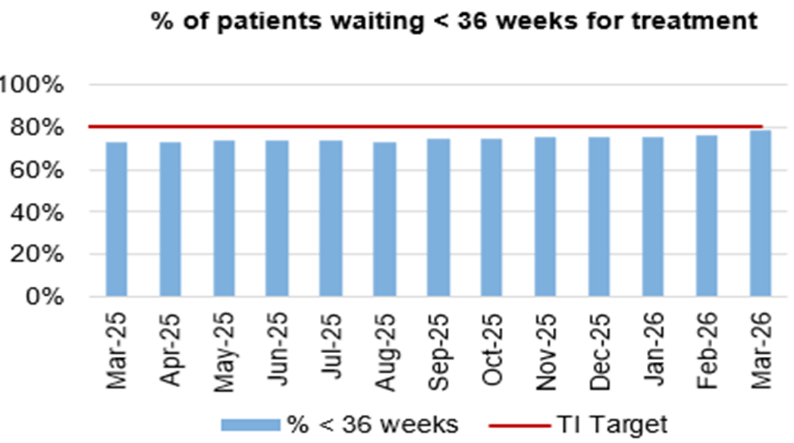 % of patients waiting < 36 weeks for treatment
100%
80%
60%
40%
20%
0%
Mar-25
Apr-25
May-25
Jun-25
Jul-25
Aug-25
Sep-25
Oct-25
Nov-25
Dec-25
Jan-26
Feb-26
Mar-26
% < 36 weeks
TI Target